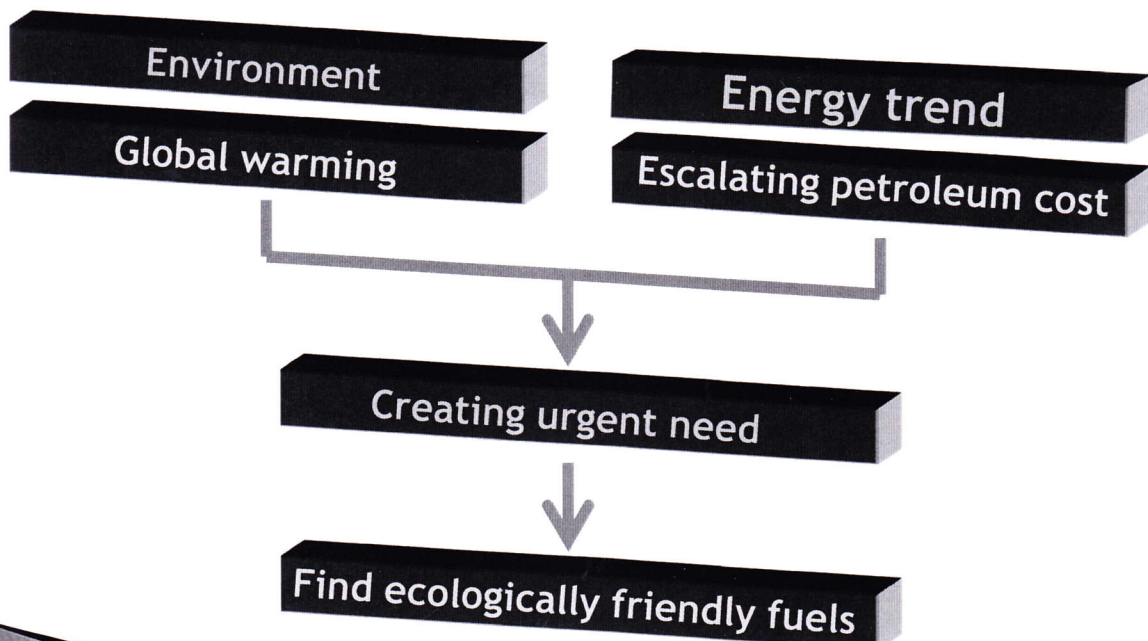 Environment
Global warming
Energy trend
Escalating petroleum cost
Creating urgent need
Find ecologically friendly fuels